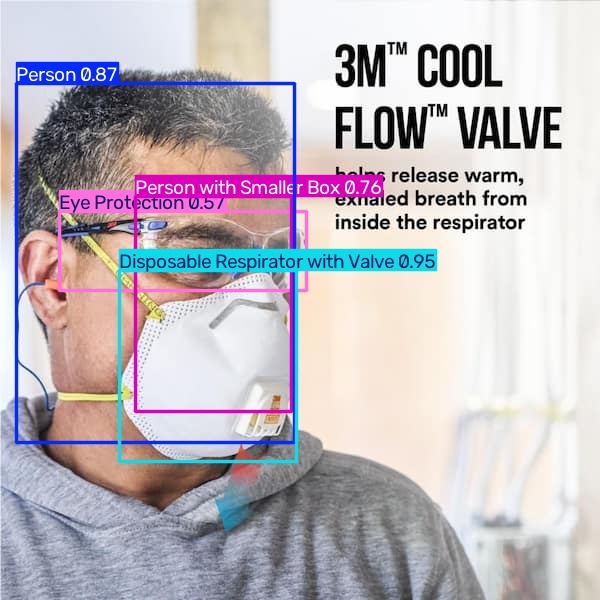 Person 0.87
3M™ COOL
FLOW™ VALVE
helps release warm,
exhaled breath from
inside the respirator
Person with Smaller Box 0.76
Eye Protection 0.57
Disposable Respirator with Valve 0.95